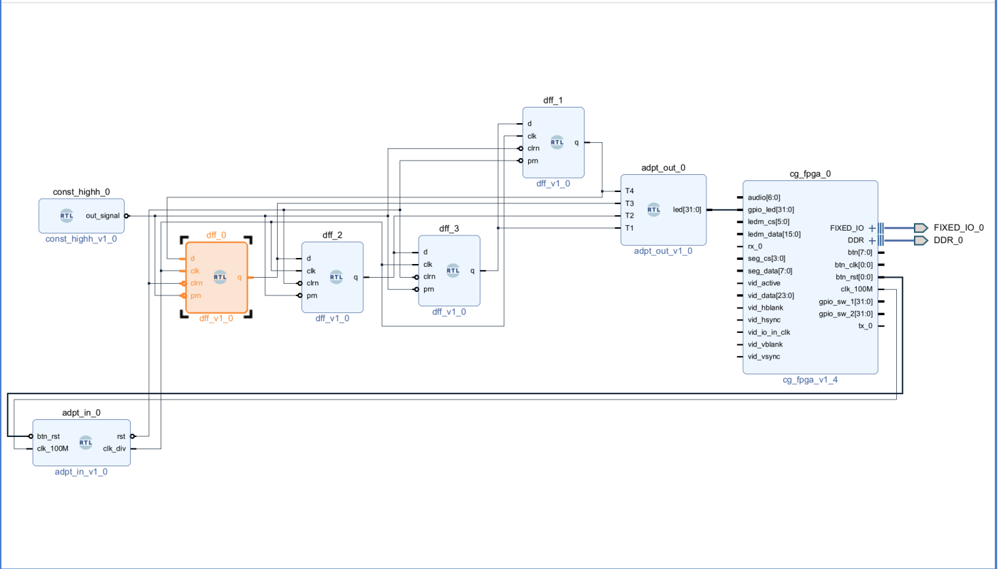 dff_1
d
clk
clrn
prn
RTL
q
dff_v1_0
adpt_out_0
T4
T3
T2
T1
RTL
led[31:0]
adpt_out_v1_0
cg_fpga_0
audio[6:0]
gpio_led[31:0]
ledm_cs[5:0]
ledm_data[15:0]
rx_0
seg_cs[3:0]
seg_data[7:0]
vid_active
vid_data[23:0]
vid_hblank
vid_hsync
vid_io_in_clk
vid_vblank
vid_vsync
FIXED_IO
DDR
btn[7:0]
btn_clk[0:0]
btn_rst[0:0]
clk_100M
gpio_sw_1[31:0]
gpio_sw_2[31:0]
tx_0
cg_fpga_v1_4
FIXED_IO_0
DDR_0
const_highh_0
RTL
out_signal
const_highh_v1_0
dff_0
d
clk
clrn
prn
RTL
q
dff_v1_0
dff_2
d
clk
clrn
prn
RTL
q
dff_v1_0
dff_3
d
clk
clrn
prn
RTL
q
dff_v1_0
adpt_in_0
btn_rst
clk_100M
RTL
rst
clk_div
adpt_in_v1_0